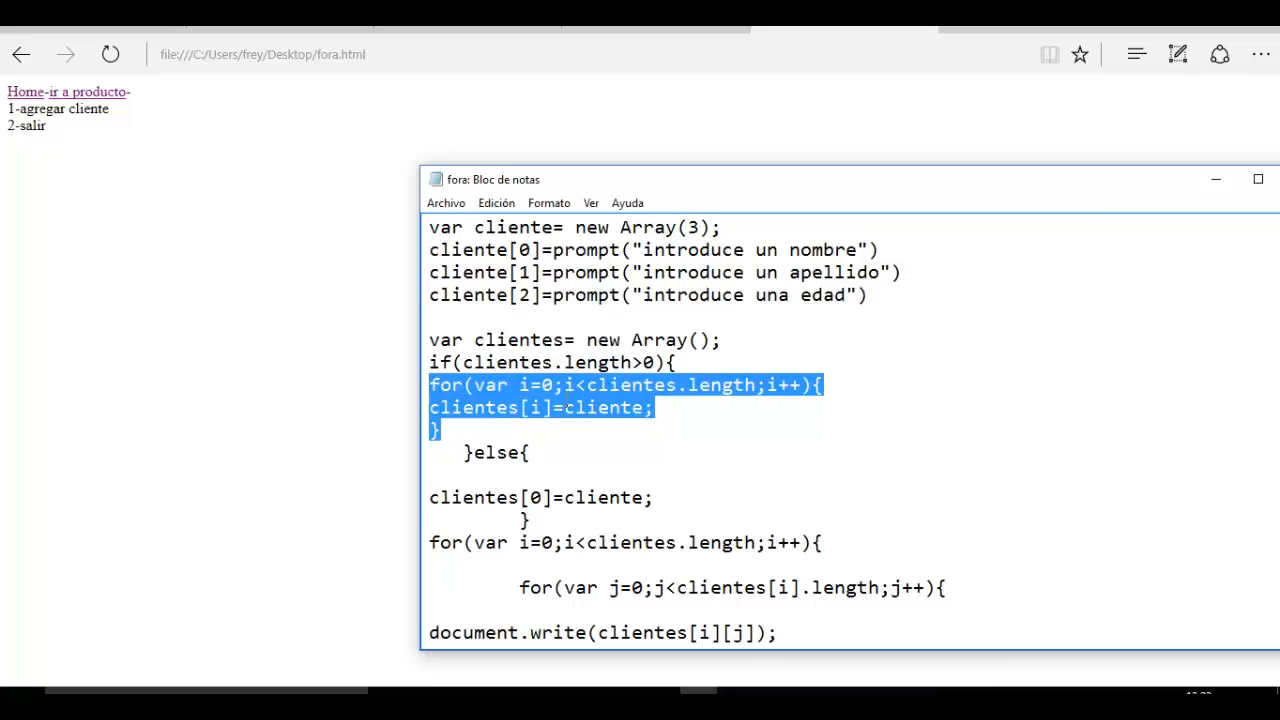 file:///C:/Users/frey/Desktop/fora.html
Home-ir a producto-
1-agregar cliente
2-salir
fora: Bloc de notas
Archivo Edición Formato Ver Ayuda
var cliente= new Array(3);
cliente[0]=prompt("introduce un nombre")
cliente[1]=prompt("introduce un apellido")
cliente[2]=prompt("introduce una edad")
var clientes= new Array();
if(clientes.length>0){
for(var i=0;i<clientes.length;i++){
clientes[i]=cliente;
}
}else{
clientes[0]=cliente;
}
for(var i=0;i<clientes.length;i++){
for(var j=0;j<clientes[i].length;j++){
document.write(clientes[i][j]);